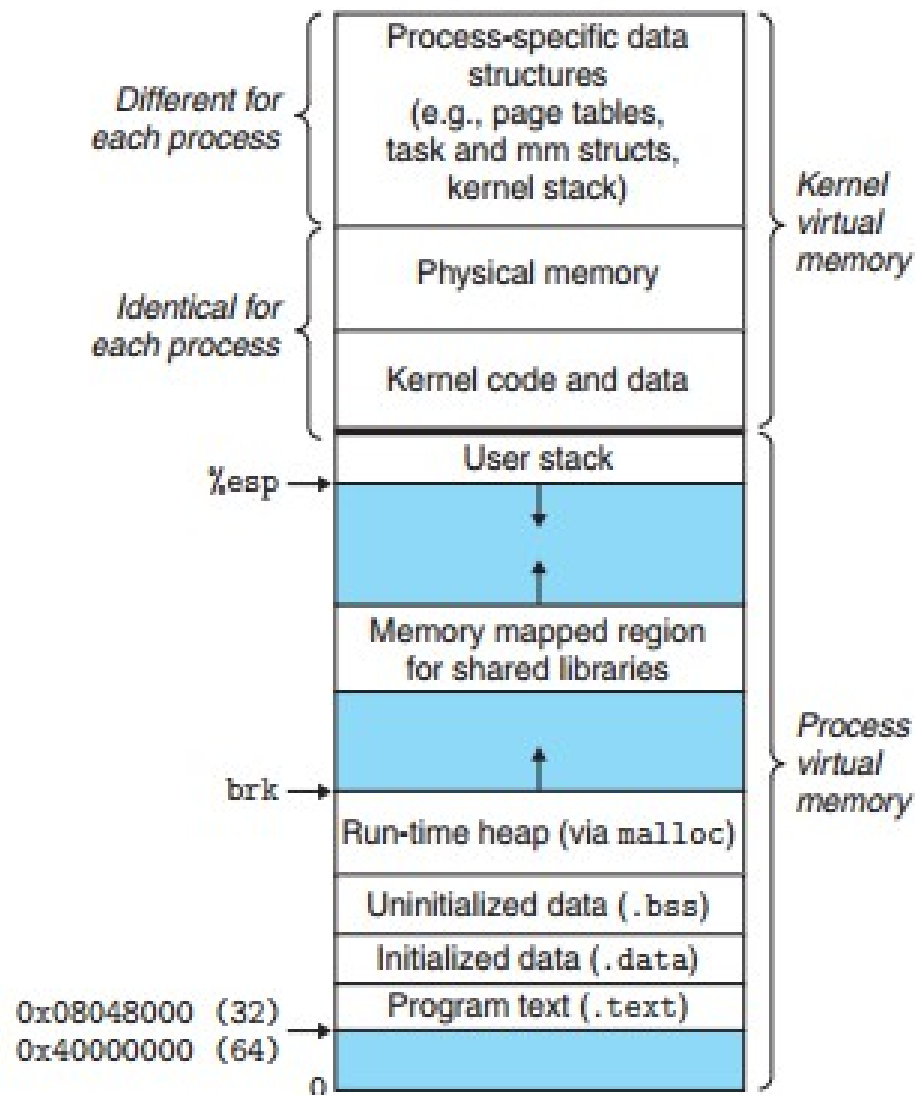 Process-specific data
structures
(e.g., page tables,
task and mm structs,
kernel stack)
Different for
each process
Kernel
virtual
memory
Physical memory
Identical for
each process
Kernel code and data
User stack
%esp
Memory mapped region
for shared libraries
Process
virtual
memory
brk
Run-time heap (via malloc)
Uninitialized data (.bss)
Initialized data (.data)
Program text (.text)
0x08048000 (32)
0x40000000 (64)
0